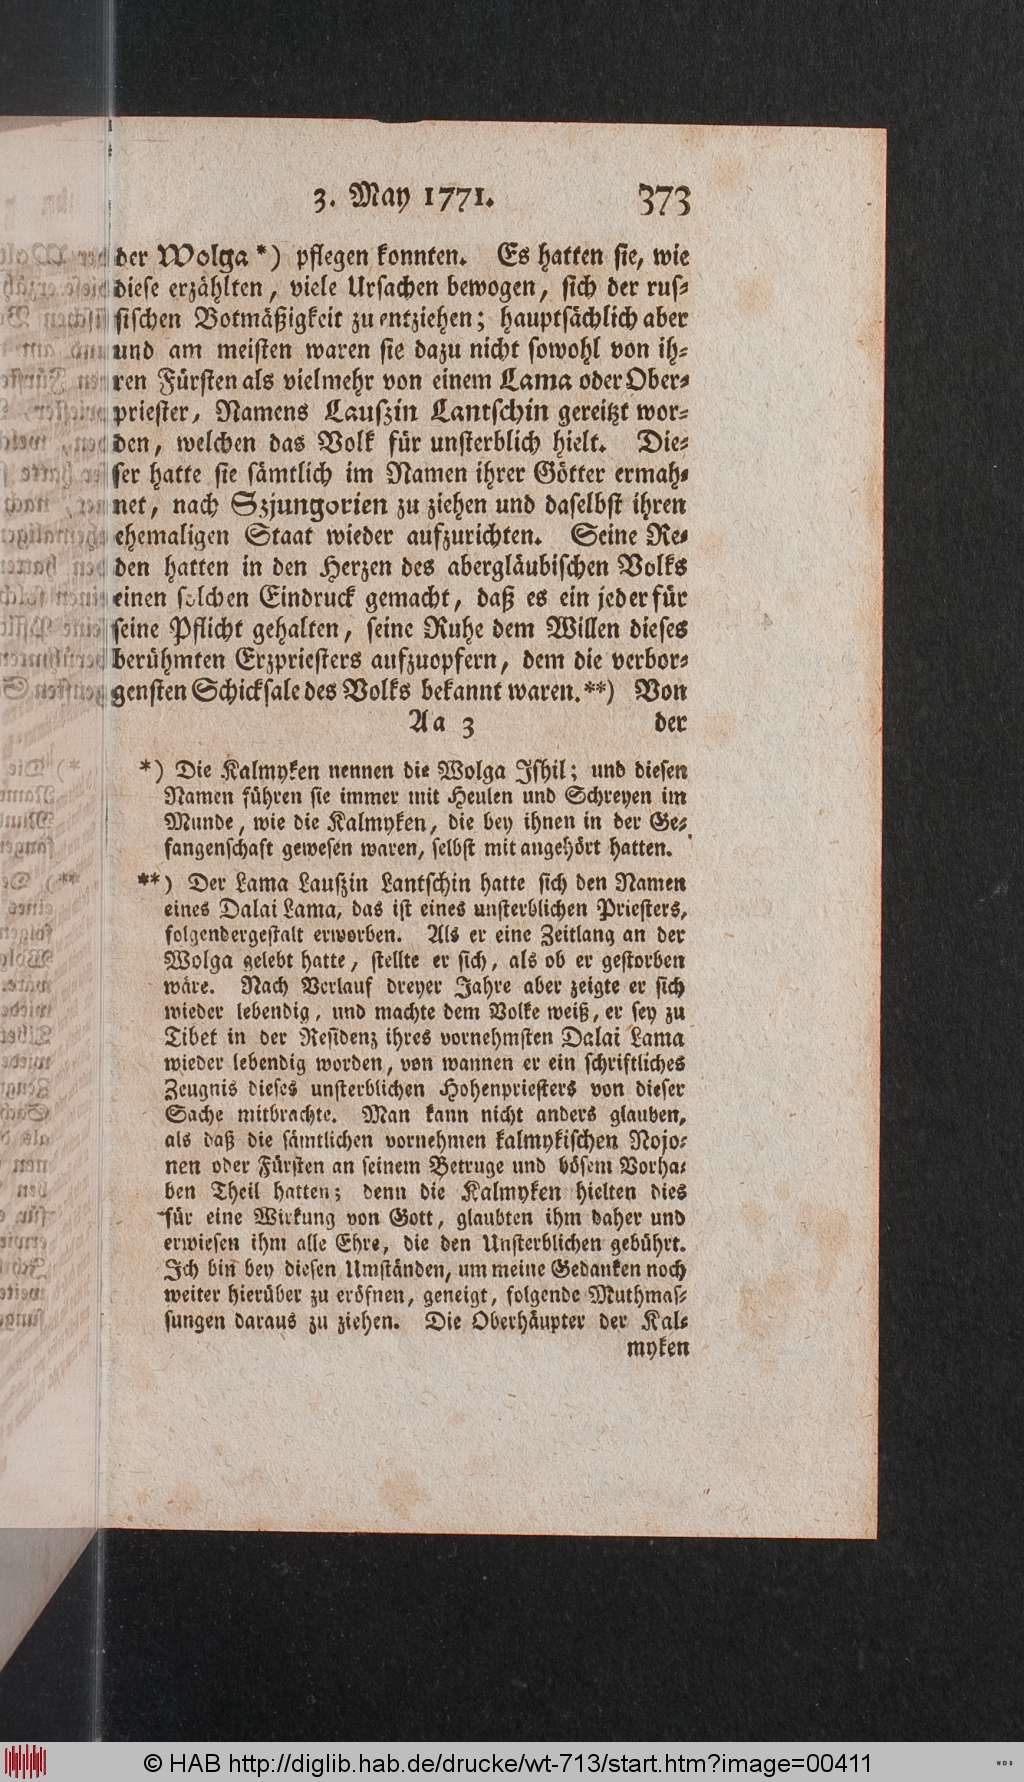 3. May 1771. 373
der Wolga *) pflegen konnten. Es hatten sie, wie
diese erzählten, viele Ursachen bewogen, sich der rus-
sischen Botmäßigkeit zu entziehen; hauptsächlich aber
und am meisten waren sie dazu nicht sowohl von ih-
ren Fürsten als vielmehr von einem Lama oder Ober-
priester, Namens Lauszin Lantschin gereitzt wor-
den, welchen das Volk für unsterblich hielt. Die-
ser hatte sie sämtlich im Namen ihrer Götter ermah-
net, nach Szjungorien zu ziehen und daselbst ihren
ehemaligen Staat wieder aufzurichten. Seine Re-
den hatten in den Herzen des abergläubischen Volks
einen solchen Eindruck gemacht, daß es ein jeder für
seine Pflicht gehalten, seine Ruhe dem Willen dieses
berühmten Erzpriesters aufzuopfern, dem die verbor-
gensten Schicksale des Volks bekannt waren. **) Von
Aa 3 der
*) Die Kalmyken nennen die Wolga Ishil; und diesen
Namen führen sie immer mit Heulen und Schreyen im
Munde, wie die Kalmyken, die bey ihnen in der Ge-
fangenschaft gewesen waren, selbst mit angehört hatten.
**) Der Lama Lauszin Lantschin hatte sich den Namen
eines Dalai Lama, das ist eines unsterblichen Priesters,
folgendergestalt erworben. Als er eine Zeitlang an der
Wolga gelebt hatte, stellte er sich, als ob er gestorben
wäre. Nach Verlauf dreyer Jahre aber zeigte er sich
wieder lebendig, und machte dem Volke weiß, er sey zu
Tibet in der Residenz ihres vornehmsten Dalai Lama
wieder lebendig worden, von wannen er ein schriftliches
Zeugnis dieses unsterblichen Hohenpriesters von dieser
Sache mitbrachte. Man kann nicht anders glauben,
als daß die sämtlichen vornehmen kalmykischen Nojo-
nen oder Fürsten an seinem Betruge und bösem Vorha-
ben Theil hatten; denn die Kalmyken hielten dies
für eine Wirkung von Gott, glaubten ihm daher und
erwiesen ihm alle Ehre, die den Unsterblichen gebührt.
Ich bin bey diesen Umständen, um meine Gedanken noch
weiter hierüber zu eröfnen, geneigt, folgende Muthmas-
sungen daraus zu ziehen. Die Oberhäupter der Kal-
myken
© HAB http://diglib.hab.de/drucke/wt-713/start.htm?image=00411